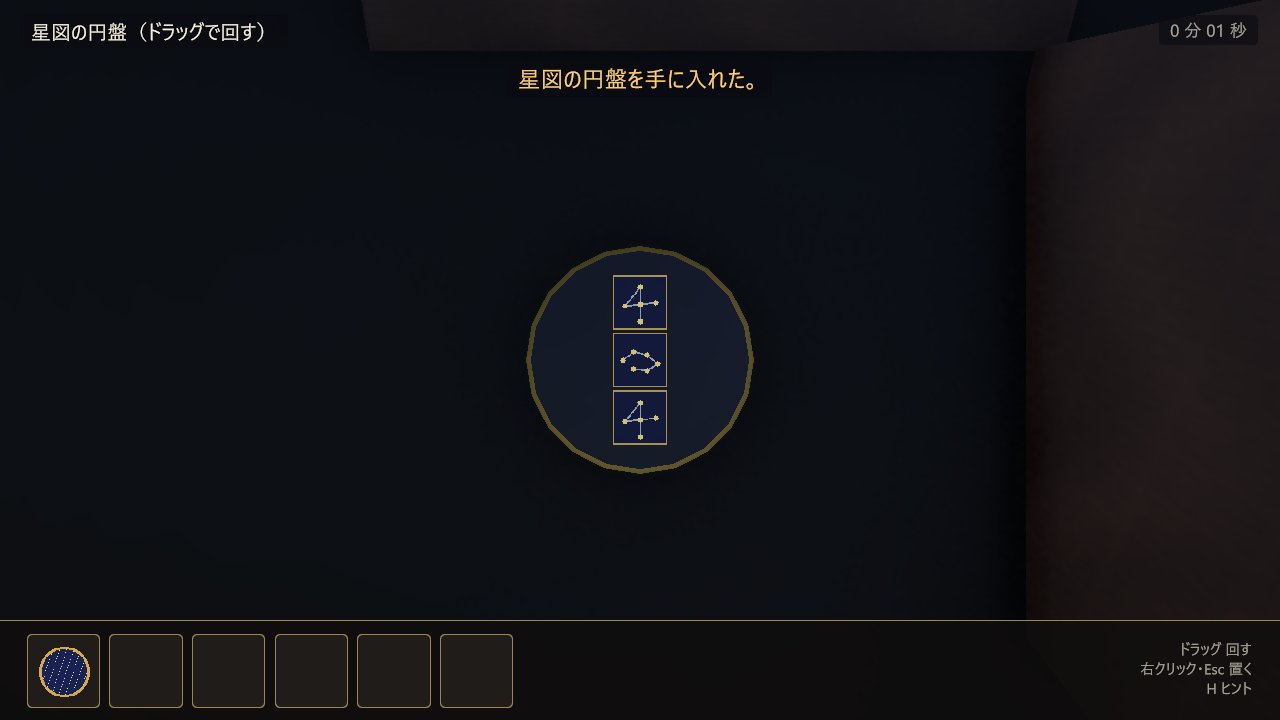 星図の円盤（ドラッグで回す）
0 分 01 秒
星図の円盤を手に入れた。
ドラッグ 回す
右クリック・Esc 置く
H ヒント